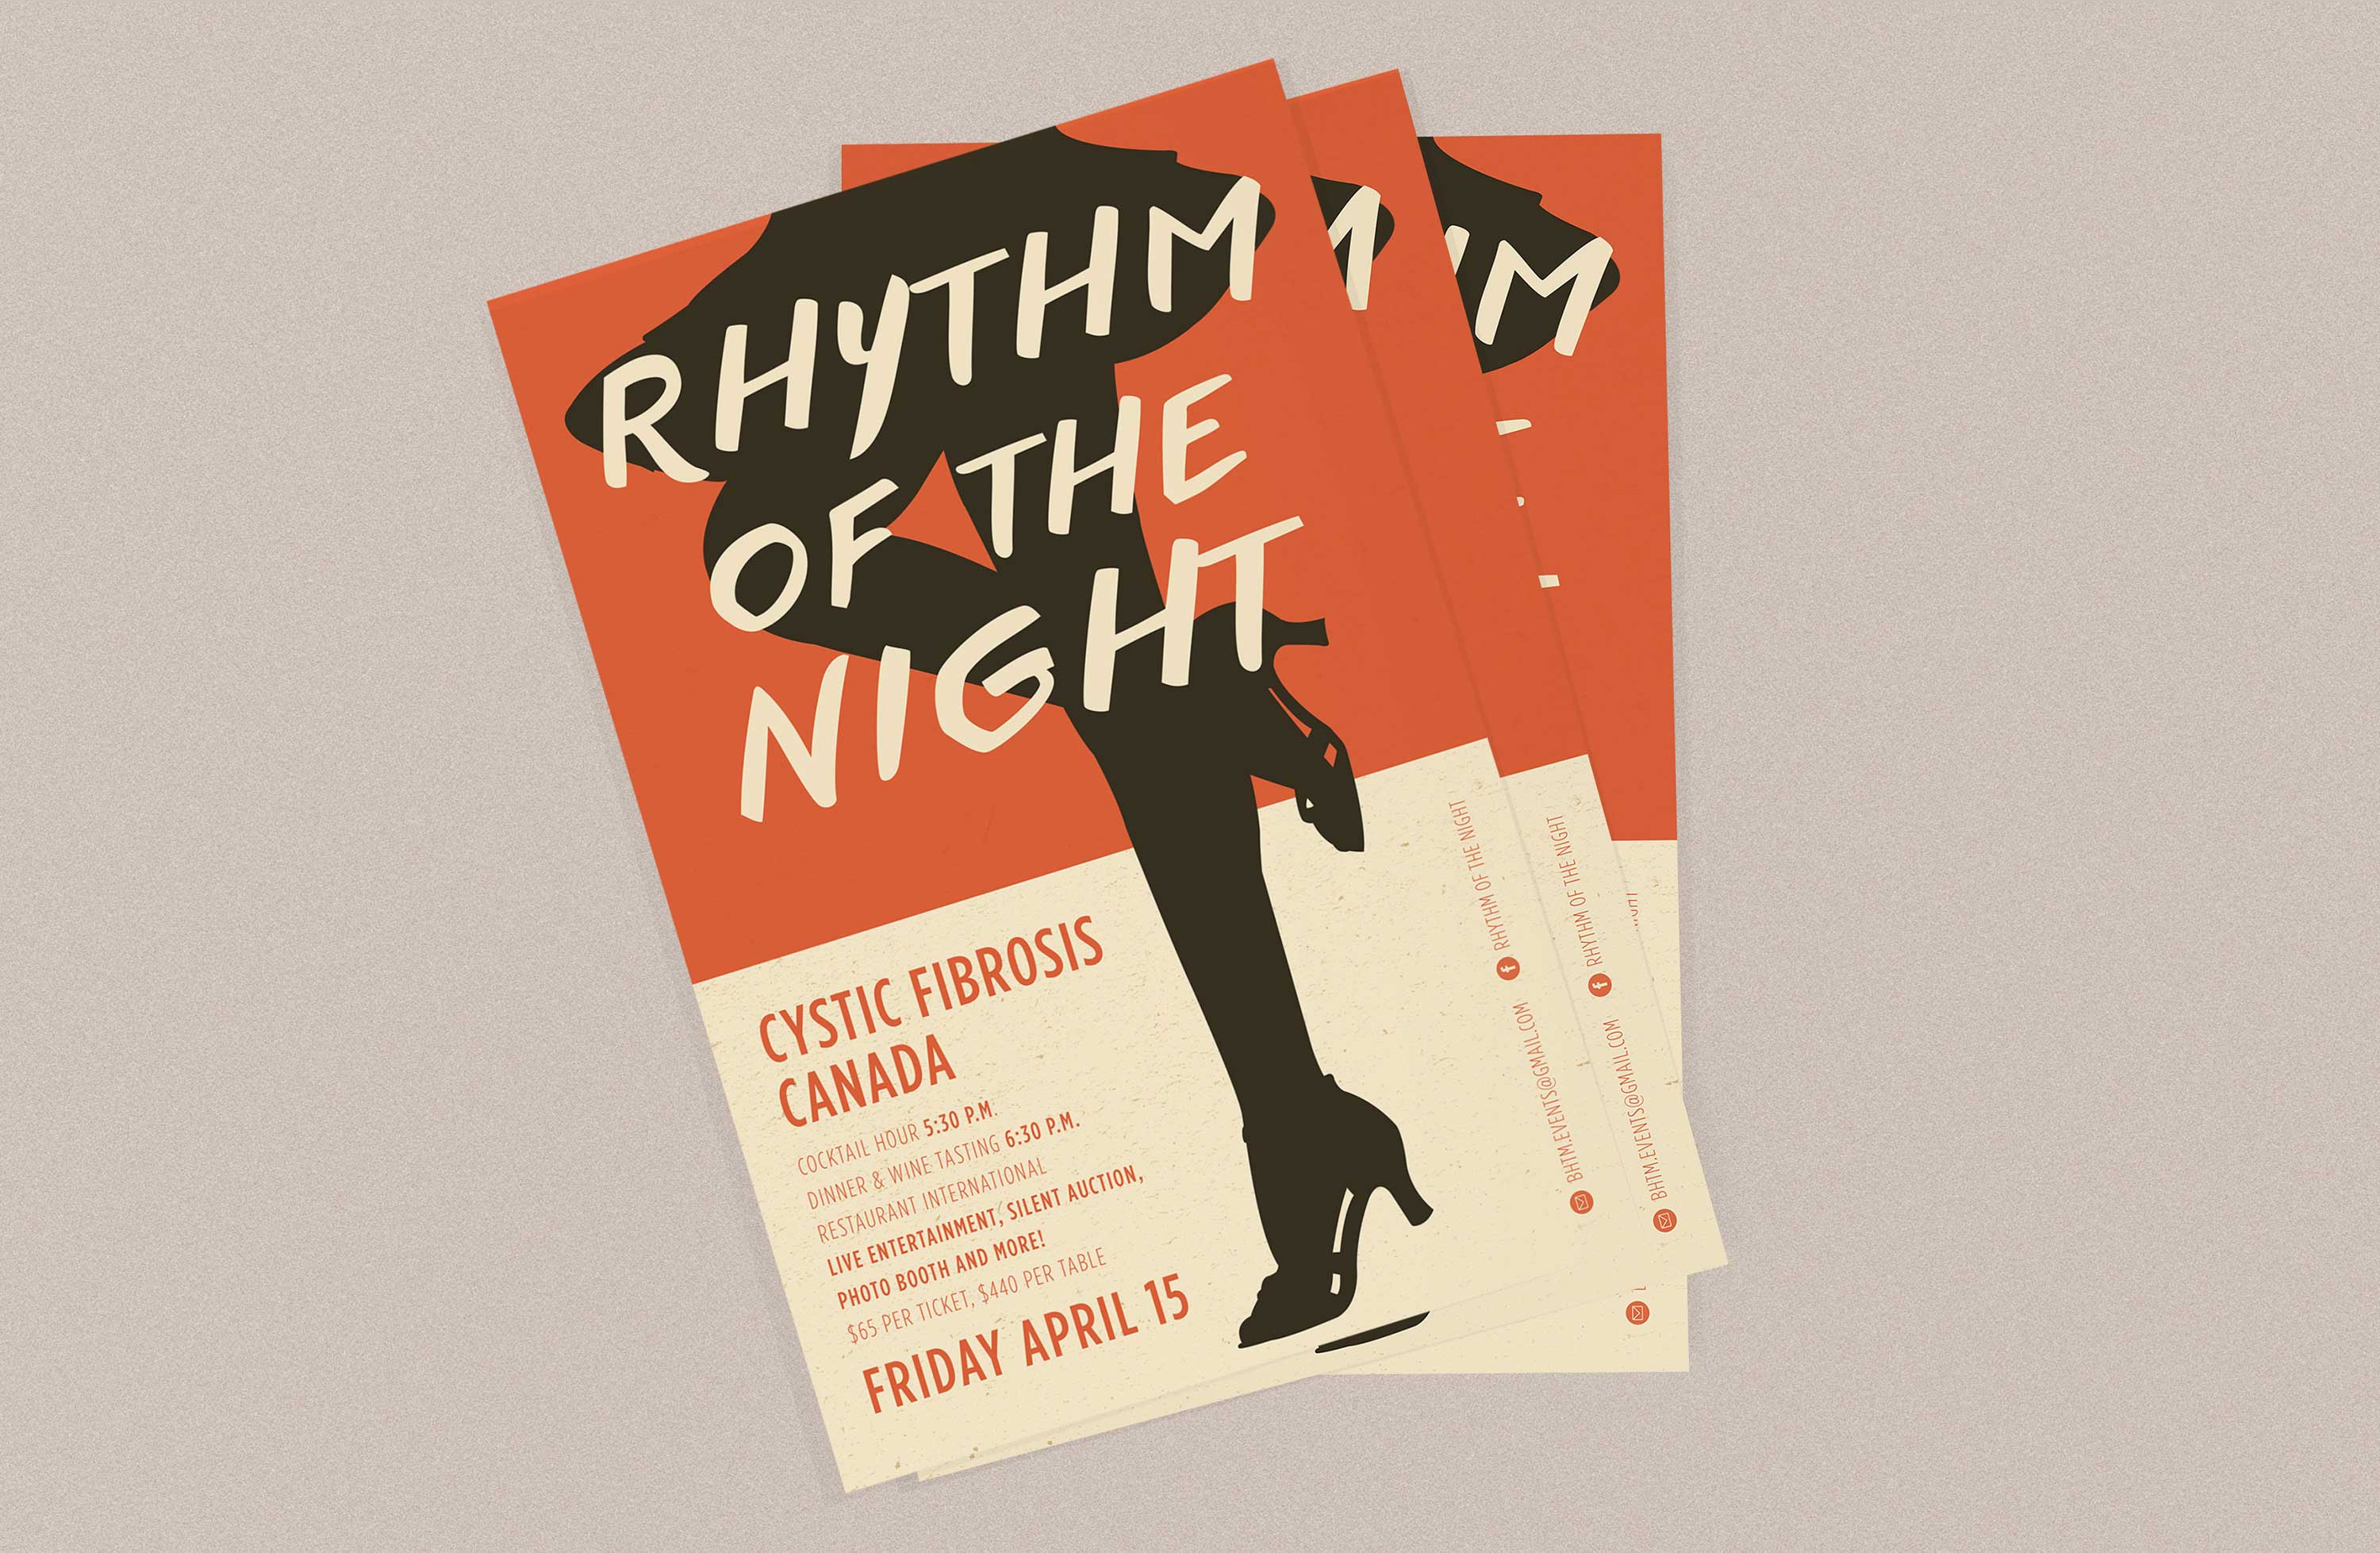 RHYTHM
OF THE
NIGHT
CYSTIC FIBROSIS
CANADA
COCKTAIL HOUR 5:30 P.M.
DINNER & WINE TASTING 6:30 P.M.
RESTAURANT INTERNATIONAL
LIVE ENTERTAINMENT, SILENT AUCTION,
PHOTO BOOTH AND MORE!
$65 PER TICKET, $440 PER TABLE
FRIDAY APRIL 15
BHTM.EVENTS@GMAIL.COM
RHYTHM OF THE NIGHT
M
BHTM.EVENTS@GMAIL.COM
RHYTHM OF THE NIGHT
M